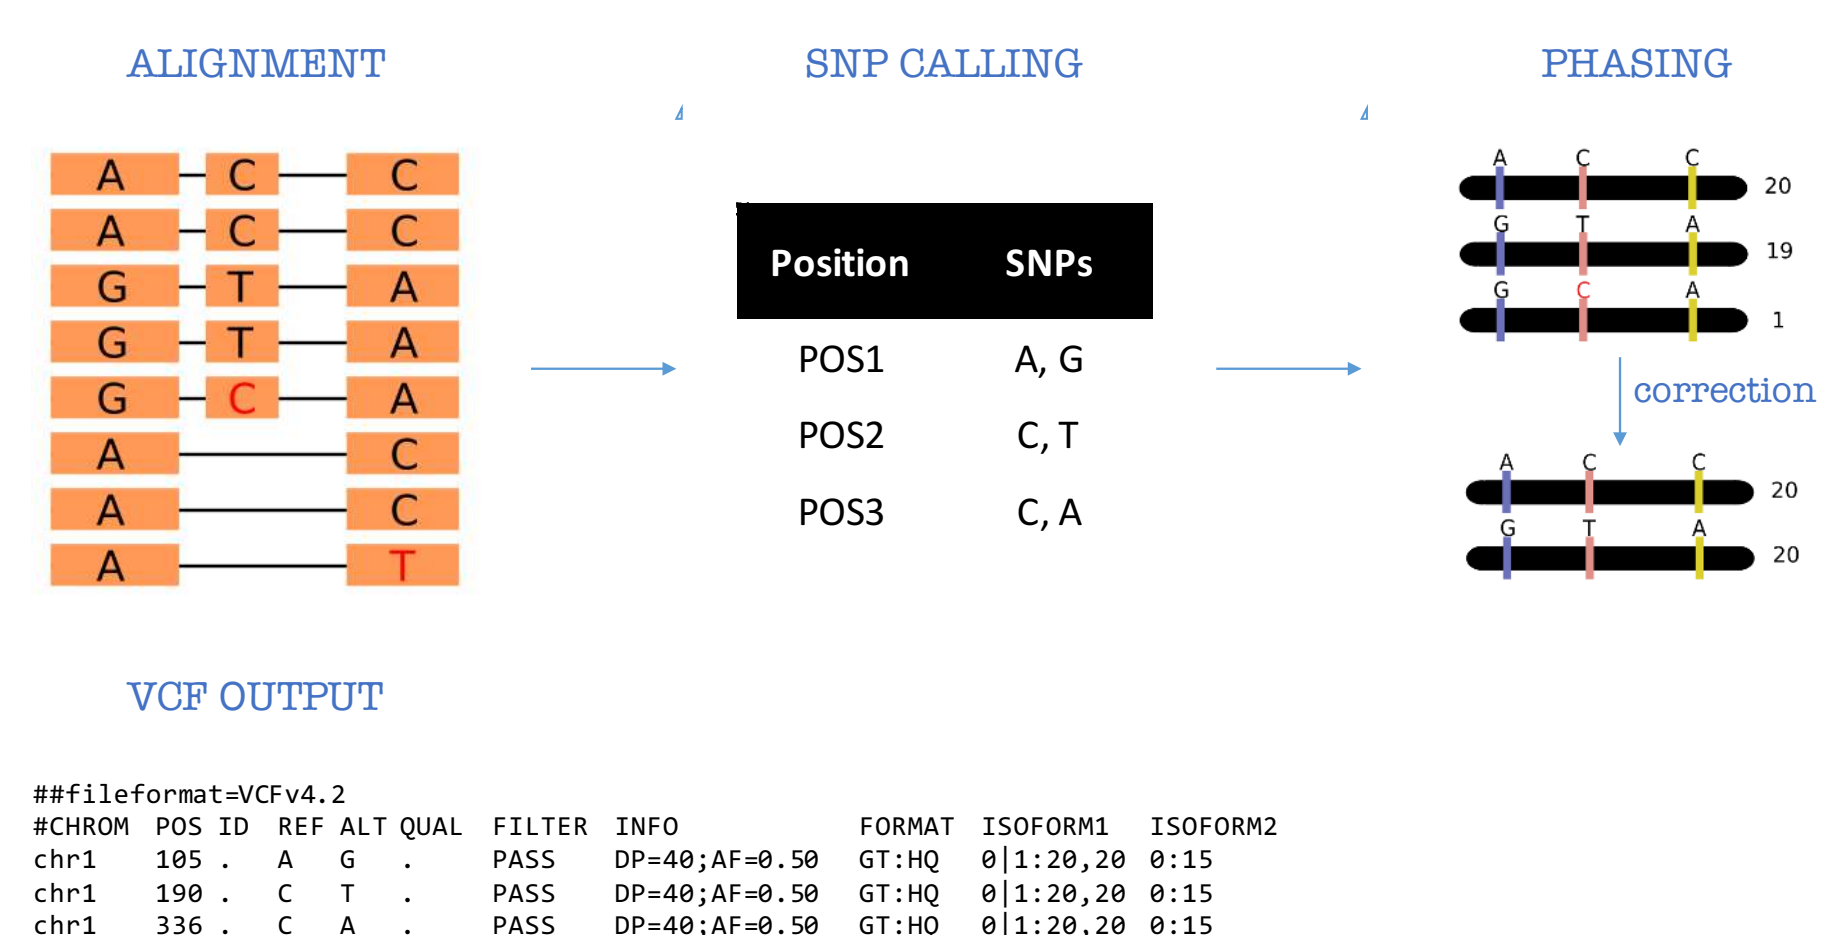 ALIGNMENT
A C C
A C C
G T A
G T A
G C A
A C
A C
A T
SNP CALLING
Position SNPs
POS1 A, G
POS2 C, T
POS3 C, A
PHASING
A C C
20
G T A
19
G C A
1
correction
A C C
20
G T A
20
VCF OUTPUT
##fileformat=VCFv4.2
#CHROM POS ID REF ALT QUAL FILTER INFO FORMAT ISOFORM1 ISOFORM2
chr1 105 . A G . PASS DP=40;AF=0.50 GT:HQ 0|1:20,20 0:15
chr1 190 . C T . PASS DP=40;AF=0.50 GT:HQ 0|1:20,20 0:15
chr1 336 . C A . PASS DP=40;AF=0.50 GT:HQ 0|1:20,20 0:15